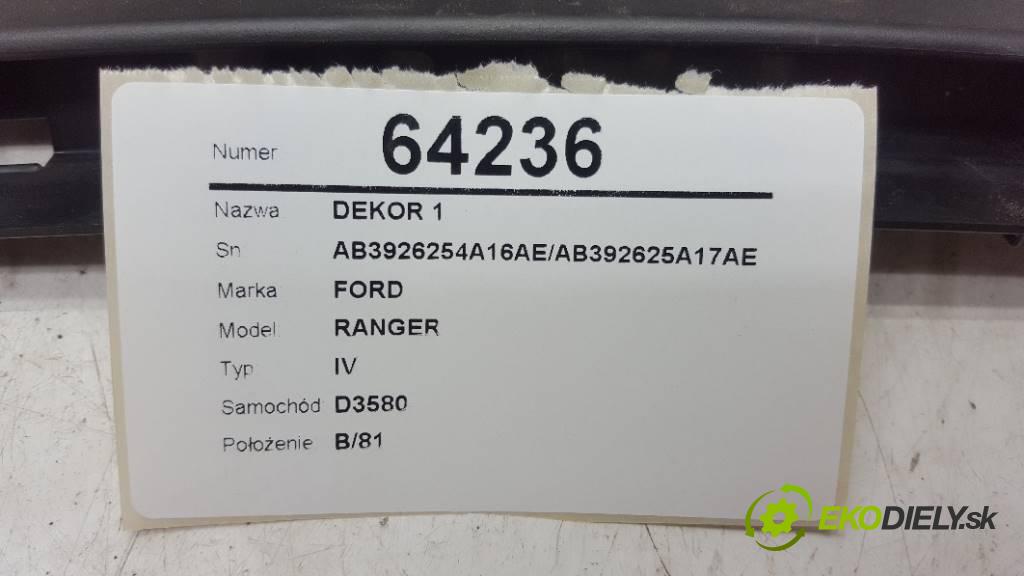 Numer 64236
Nazwa DEKOR 1
Sn AB3926254A16AE/AB392625A17AE
Marka FORD
Model RANGER
Typ IV
Samochód D3580
Położenie B/81
EKODIELY.sk